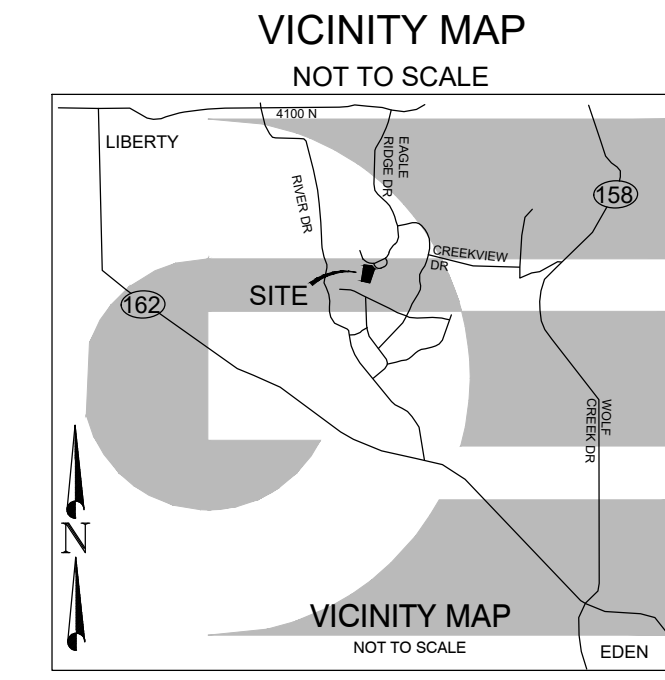 VICINITY MAP
NOT TO SCALE
4100 N
LIBERTY
EAGLE
RIDGE DR
RIVER DR
158
CREEKVIEW
DR
SITE
162
WOLF
CREEK DR
N
VICINITY MAP
NOT TO SCALE
EDEN